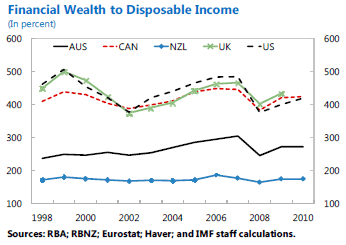 Financial Wealth to Disposable Income
(In percent)
600 600
AUS CAN NZL UK US
500 500
400 400
300 300
200 200
100 100
1998 2000 2002 2004 2006 2008 2010
Sources: RBA; RBNZ; Eurostat; Haver; and IMF staff calculations.